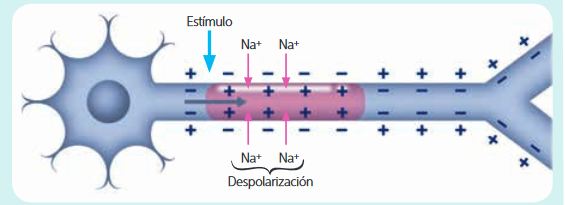 Estímulo
Na⁺ Na⁺
+ − − − − − + + + +
− + + + + − − − −
− + + + + − − − −
+ − − − − − + + + +
Na⁺ Na⁺
Despolarización